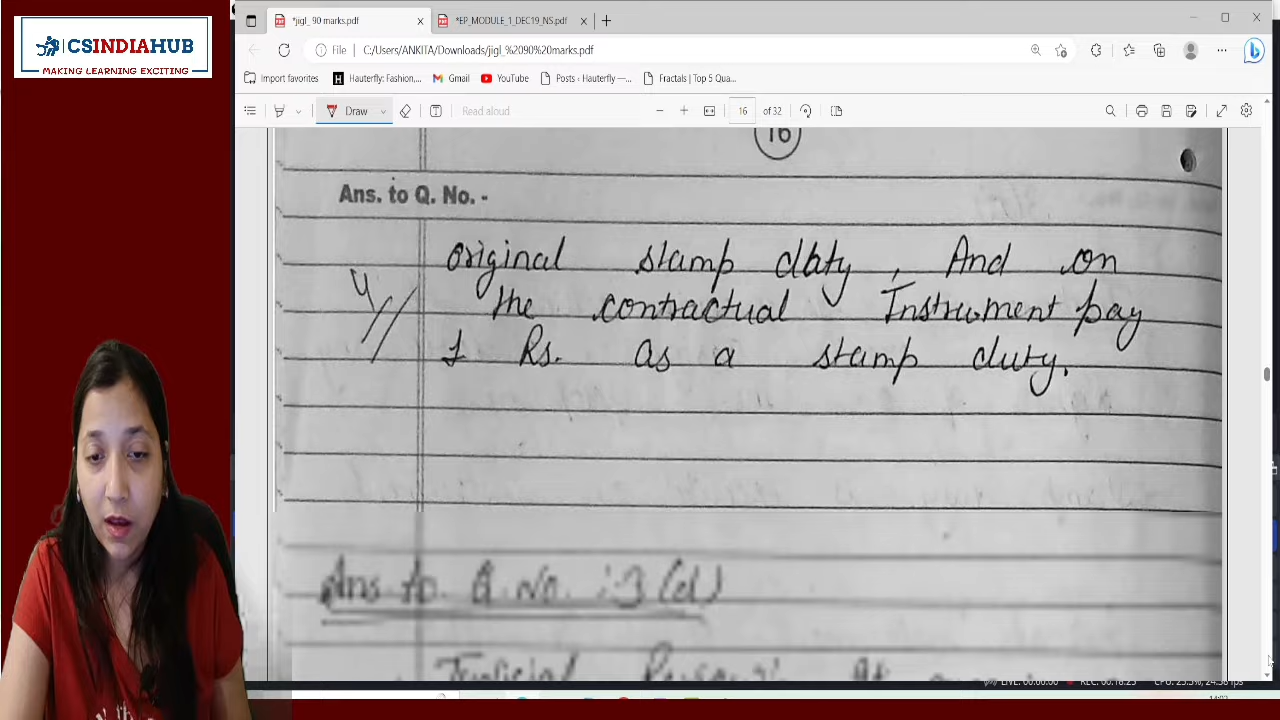 CSINDIAHUB
MAKING LEARNING EXCITING
*jigl_ 90 marks.pdf
*EP_MODULE_1_DEC19_NS.pdf
File C:/Users/ANKITA/Downloads/jigl_%2090%20marks.pdf
Import favorites
Hauterfly: Fashion,...
Gmail
YouTube
Posts ‹ Hauterfly —...
Fractals | Top 5 Qua...
Draw
Read aloud
16 of 32
16
Ans. to Q. No. -
original stamp duty, And on
the contractual Instrument pay
1 Rs. as a stamp duty.
4
Ans to. Q. No. :3 (d)